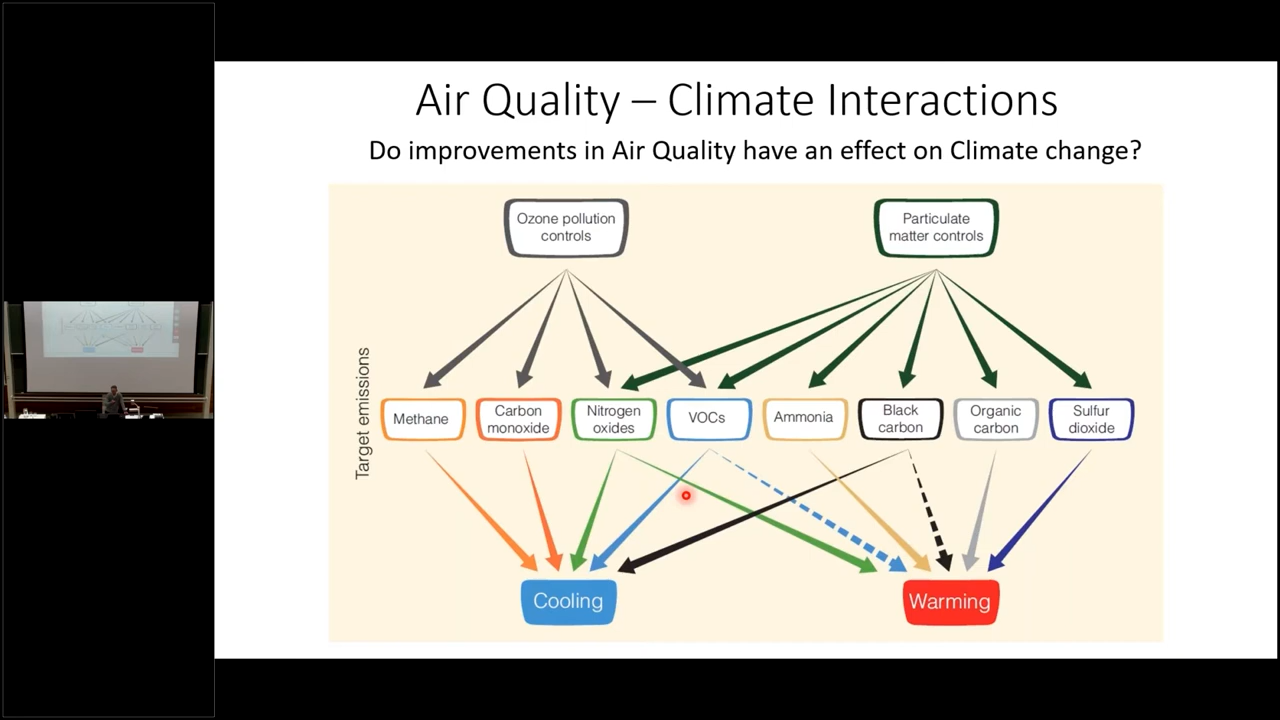 Air Quality – Climate Interactions
Do improvements in Air Quality have an effect on Climate change?
Ozone pollution
controls
Particulate
matter controls
Target emissions
Methane
Carbon
monoxide
Nitrogen
oxides
VOCs
Ammonia
Black
carbon
Organic
carbon
Sulfur
dioxide
Cooling
Warming